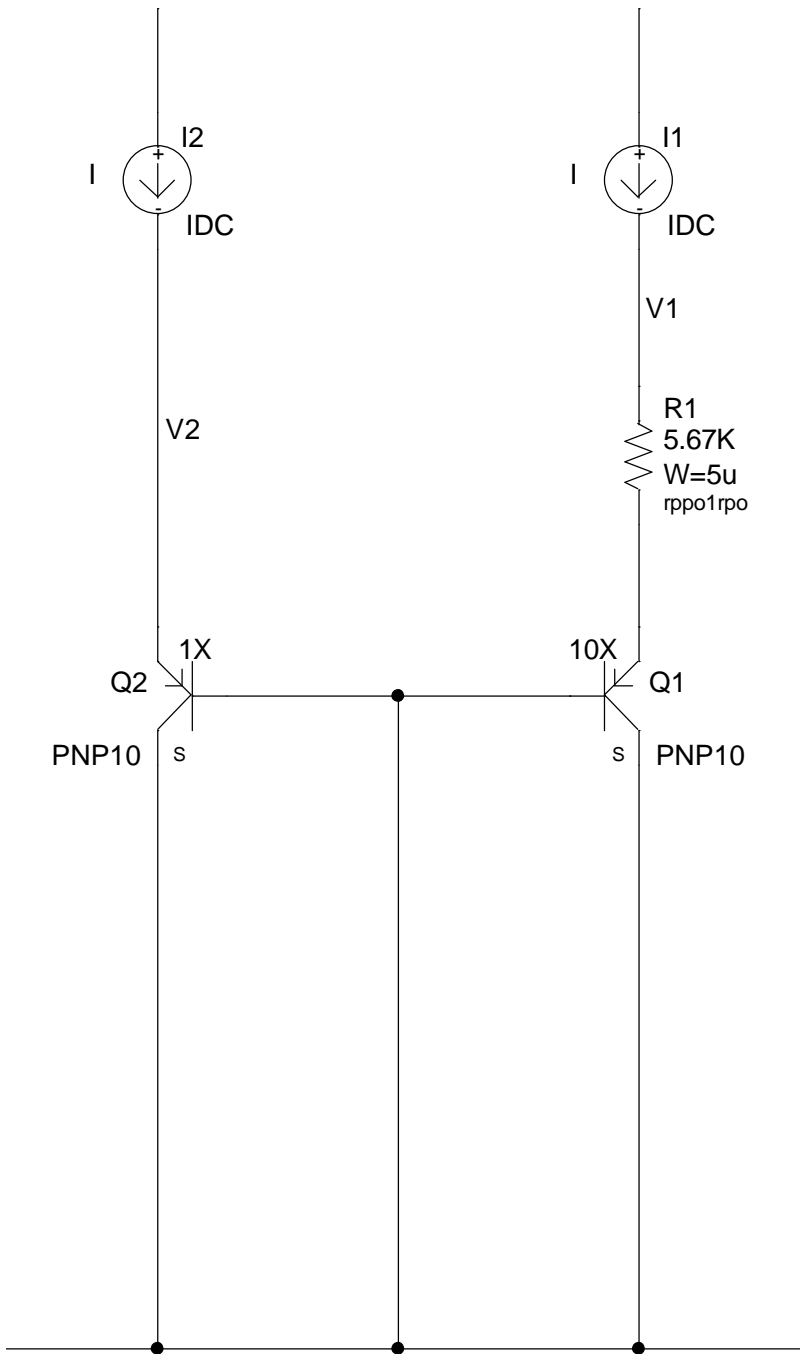 I2
I1
+
+
I
I
-
-
IDC
IDC
V1
R1
V2
5.67K
W=5u
rppo1rpo
1X
10X
Q2
Q1
PNP10
S
S
PNP10